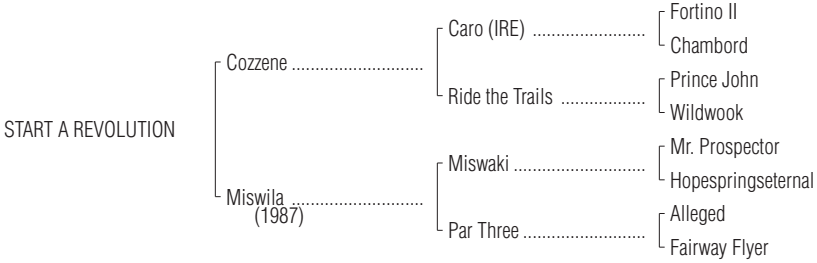 Fortino II
Caro (IRE) ........................
Chambord
Cozzene ............................
Prince John
Ride the Trails ..................
Wildwook
START A REVOLUTION
Mr. Prospector
Miswaki ............................
Hopespringseternal
Miswila ............................
(1987)
Alleged
Par Three ..........................
Fairway Flyer